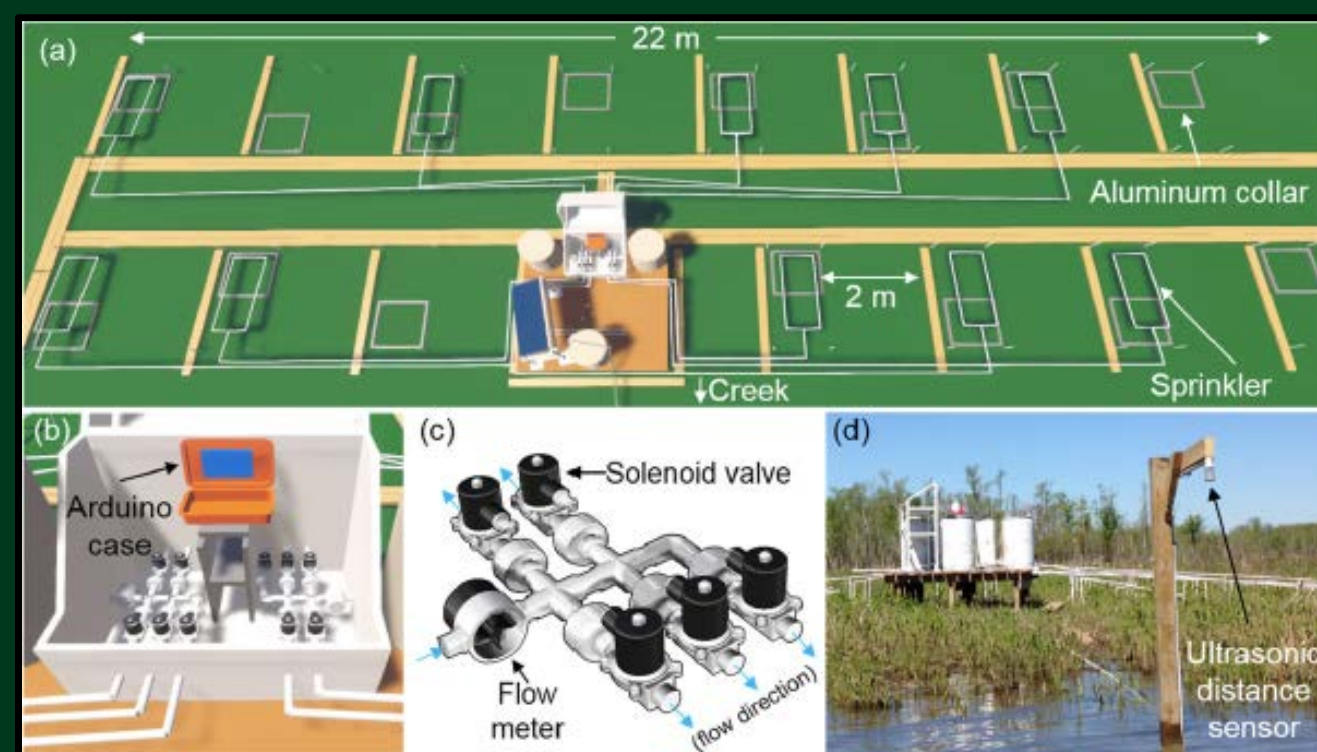 (a)
22 m
Aluminum collar
2 m
Sprinkler
↓Creek
(b)
Arduino
case
(c)
Solenoid valve
Flow
meter
(flow direction)
(d)
Ultrasonic
distance
sensor